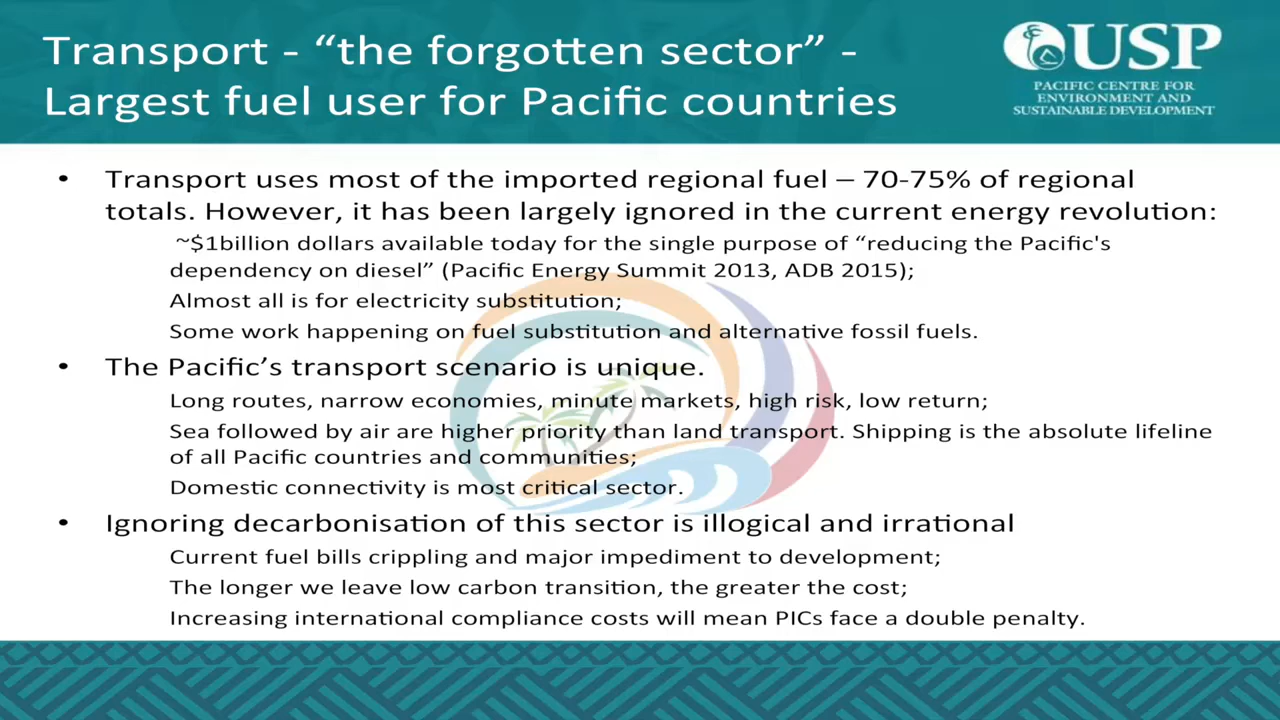 Transport - “the forgotten sector” -
Largest fuel user for Pacific countries
USP
PACIFIC CENTRE FOR
ENVIRONMENT AND
SUSTAINABLE DEVELOPMENT
• Transport uses most of the imported regional fuel – 70-75% of regional
totals. However, it has been largely ignored in the current energy revolution:
~$1billion dollars available today for the single purpose of “reducing the Pacific's
dependency on diesel” (Pacific Energy Summit 2013, ADB 2015);
Almost all is for electricity substitution;
Some work happening on fuel substitution and alternative fossil fuels.
• The Pacific’s transport scenario is unique.
Long routes, narrow economies, minute markets, high risk, low return;
Sea followed by air are higher priority than land transport. Shipping is the absolute lifeline
of all Pacific countries and communities;
Domestic connectivity is most critical sector.
• Ignoring decarbonisation of this sector is illogical and irrational
Current fuel bills crippling and major impediment to development;
The longer we leave low carbon transition, the greater the cost;
Increasing international compliance costs will mean PICs face a double penalty.